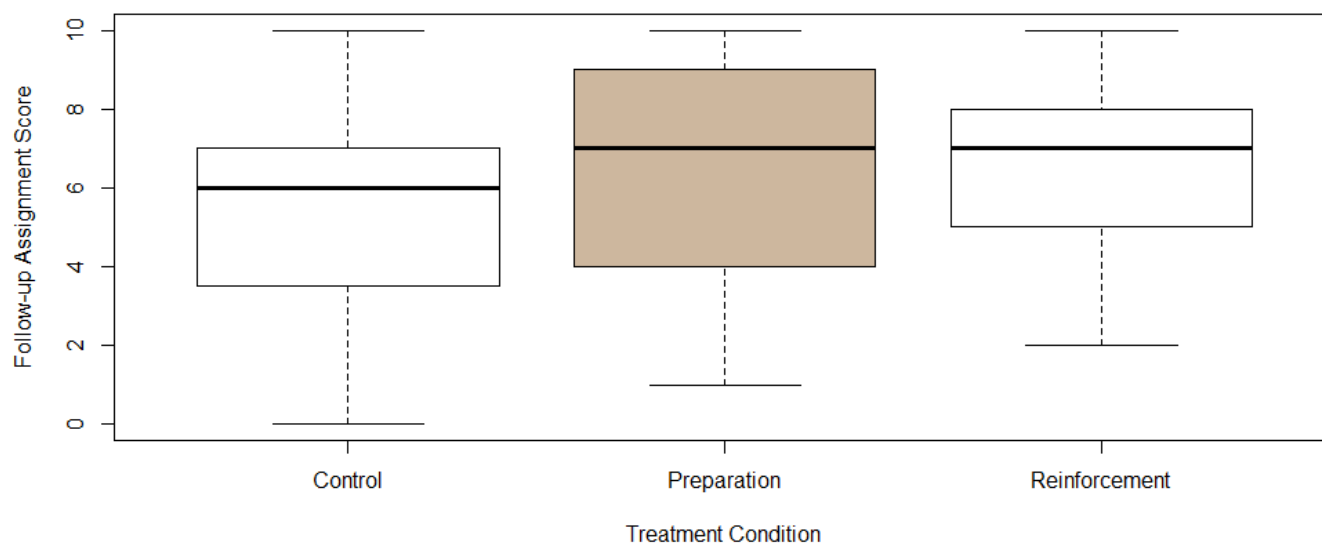 Follow-up Assignment Score
10
8
6
4
2
0
Control Preparation Reinforcement
Treatment Condition